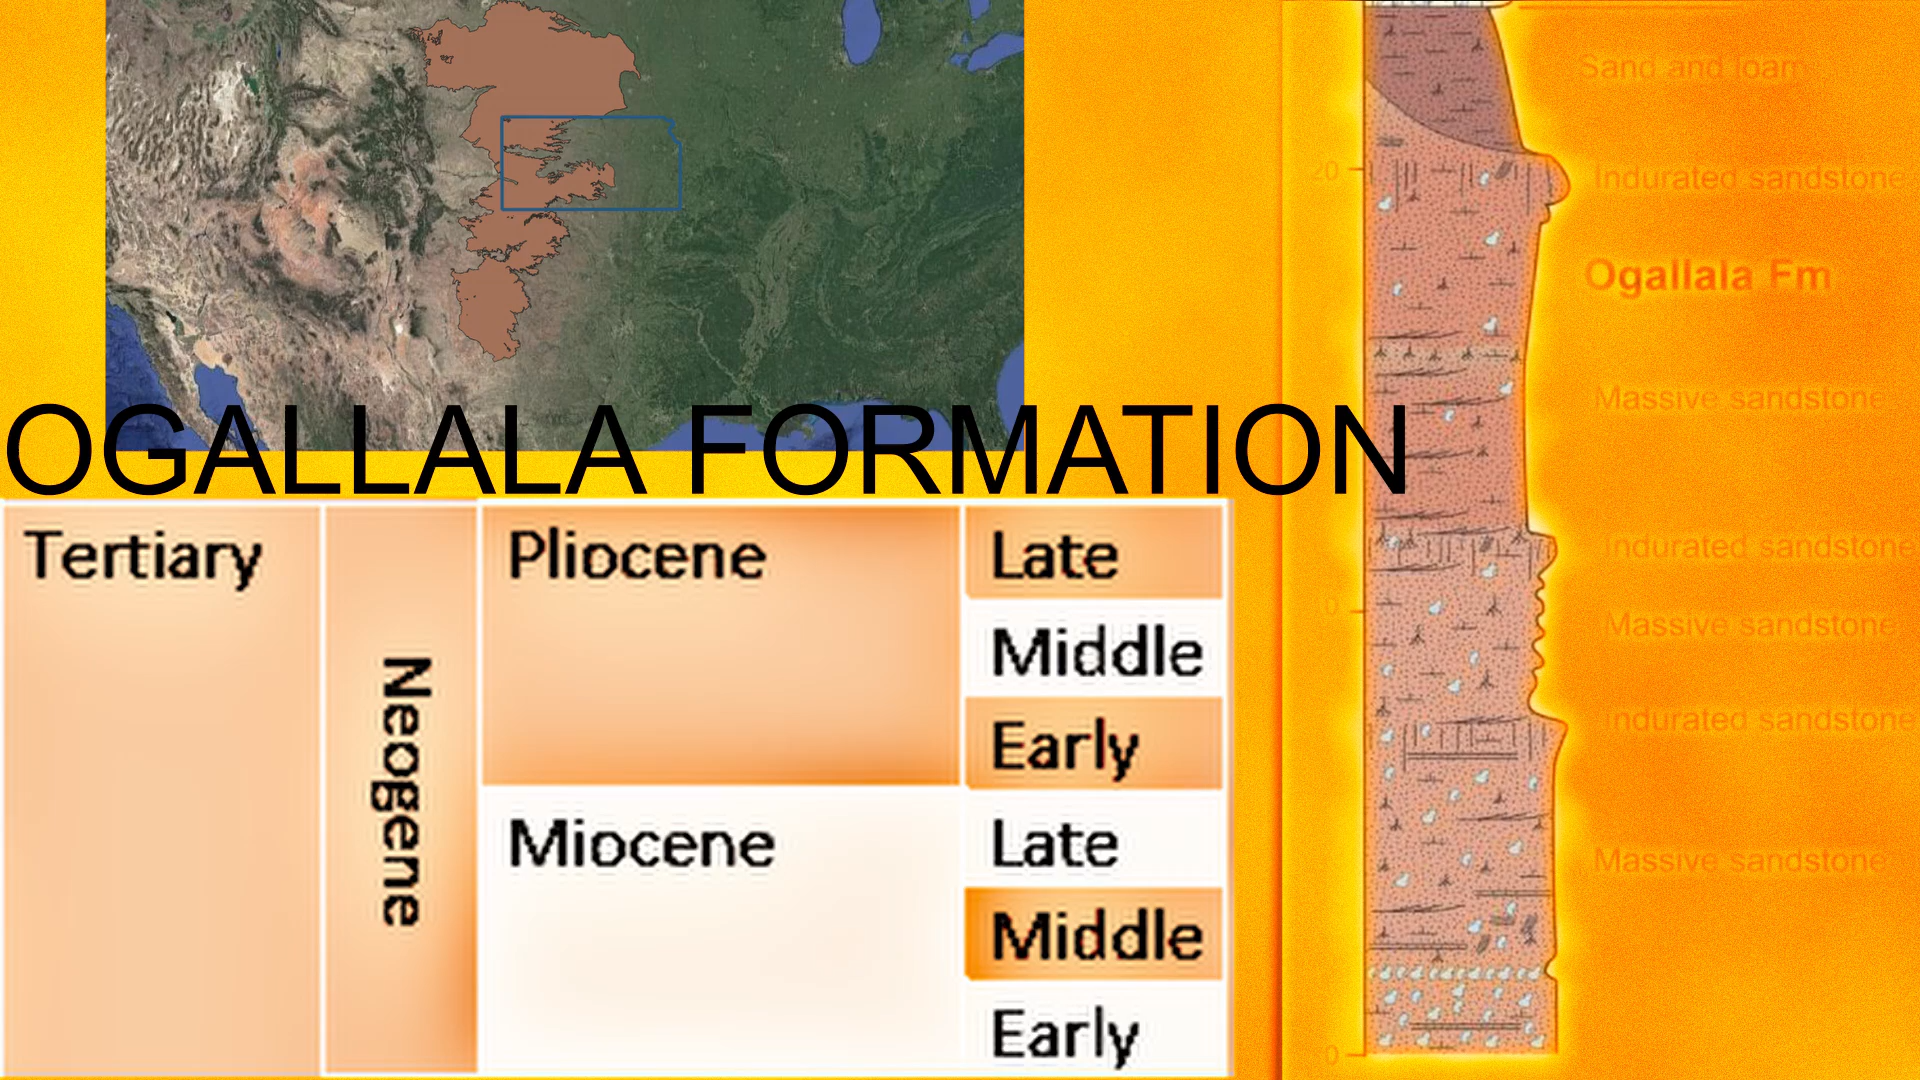 OGALLALA FORMATION
Tertiary
Neogene
Pliocene
Late
Middle
Early
Miocene
Late
Middle
Early
Sand and loam
20
Indurated sandstone
Ogallala Fm
Massive sandstone
Indurated sandstone
10
Massive sandstone
Indurated sandstone
Massive sandstone
0